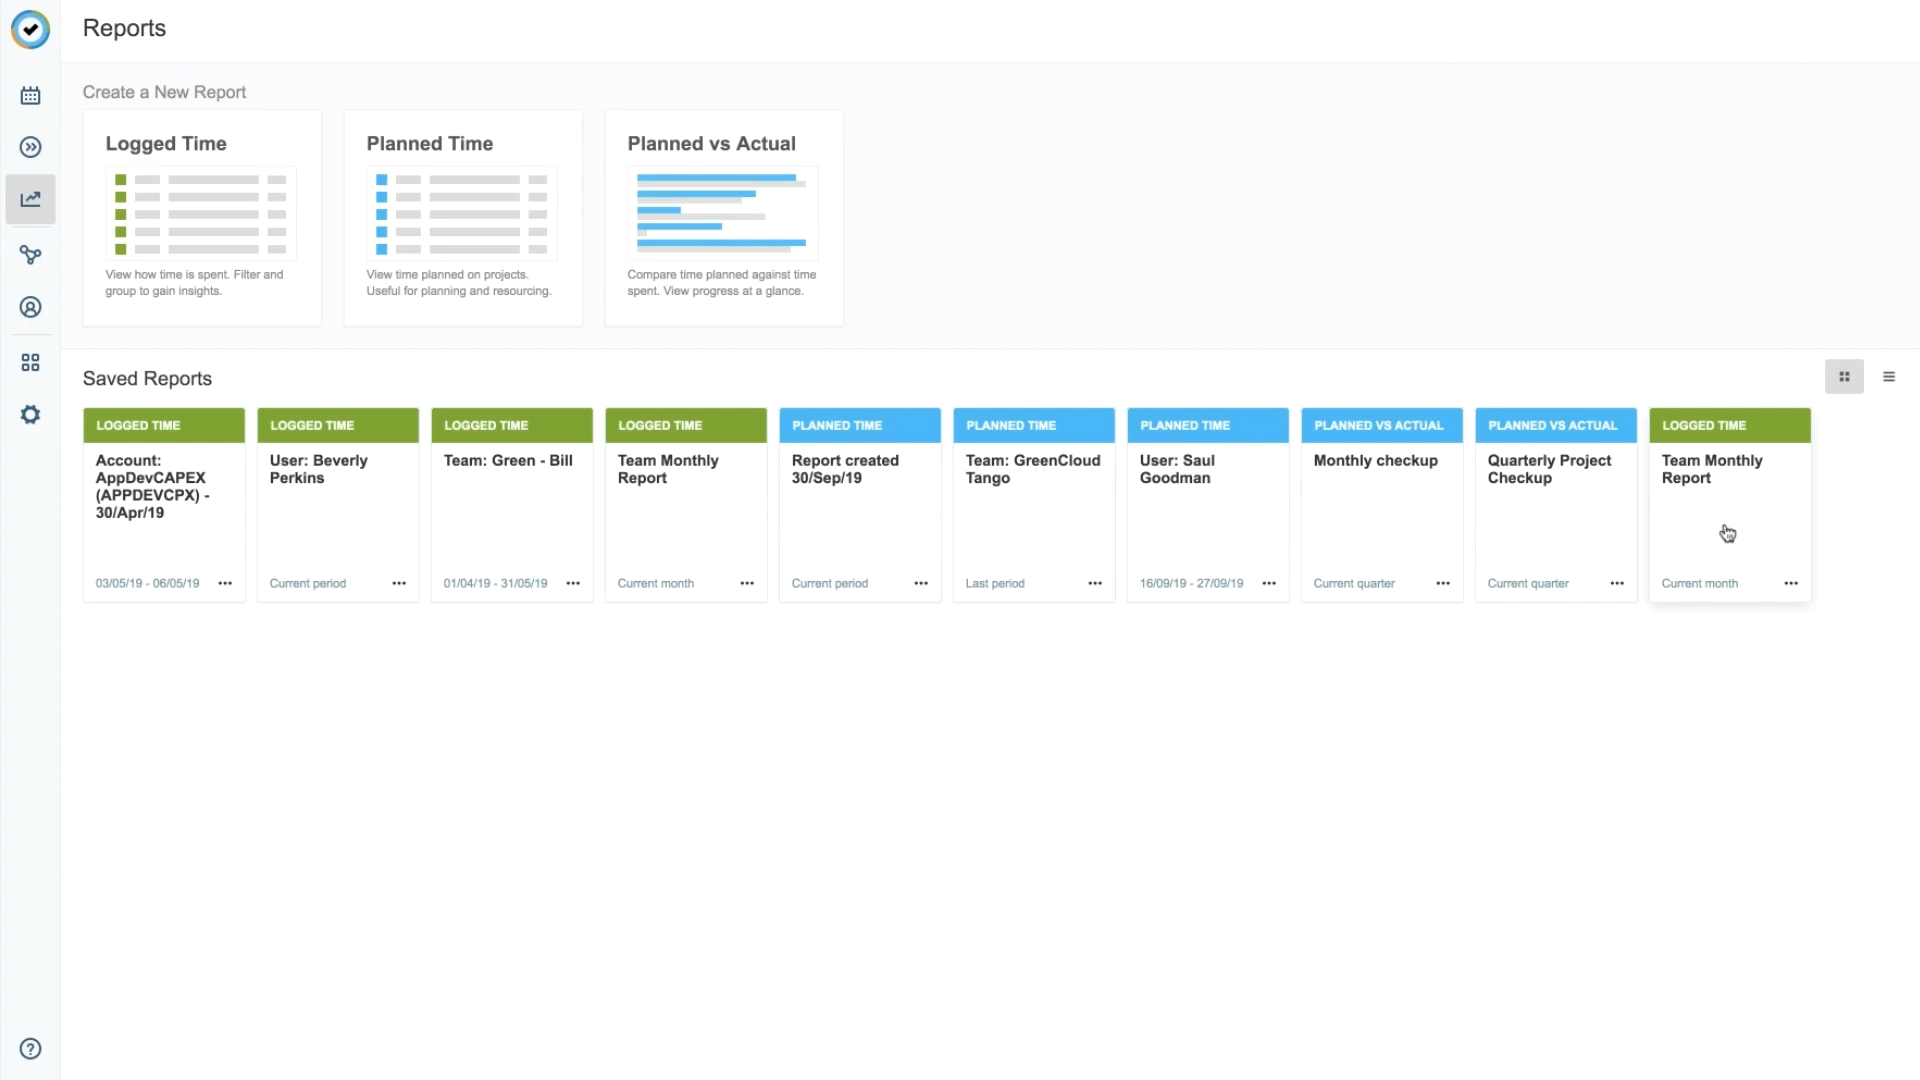 Reports
Create a New Report
Logged Time
View how time is spent. Filter and
group to gain insights.
Planned Time
View time planned on projects.
Useful for planning and resourcing.
Planned vs Actual
Compare time planned against time
spent. View progress at a glance.
Saved Reports
LOGGED TIME
Account:
AppDevCAPEX
(APPDEVCPX) -
30/Apr/19
03/05/19 - 06/05/19
LOGGED TIME
User: Beverly
Perkins
Current period
LOGGED TIME
Team: Green - Bill
01/04/19 - 31/05/19
LOGGED TIME
Team Monthly
Report
Current month
PLANNED TIME
Report created
30/Sep/19
Current period
PLANNED TIME
Team: GreenCloud
Tango
Last period
PLANNED TIME
User: Saul
Goodman
16/09/19 - 27/09/19
PLANNED VS ACTUAL
Monthly checkup
Current quarter
PLANNED VS ACTUAL
Quarterly Project
Checkup
Current quarter
LOGGED TIME
Team Monthly
Report
Current month